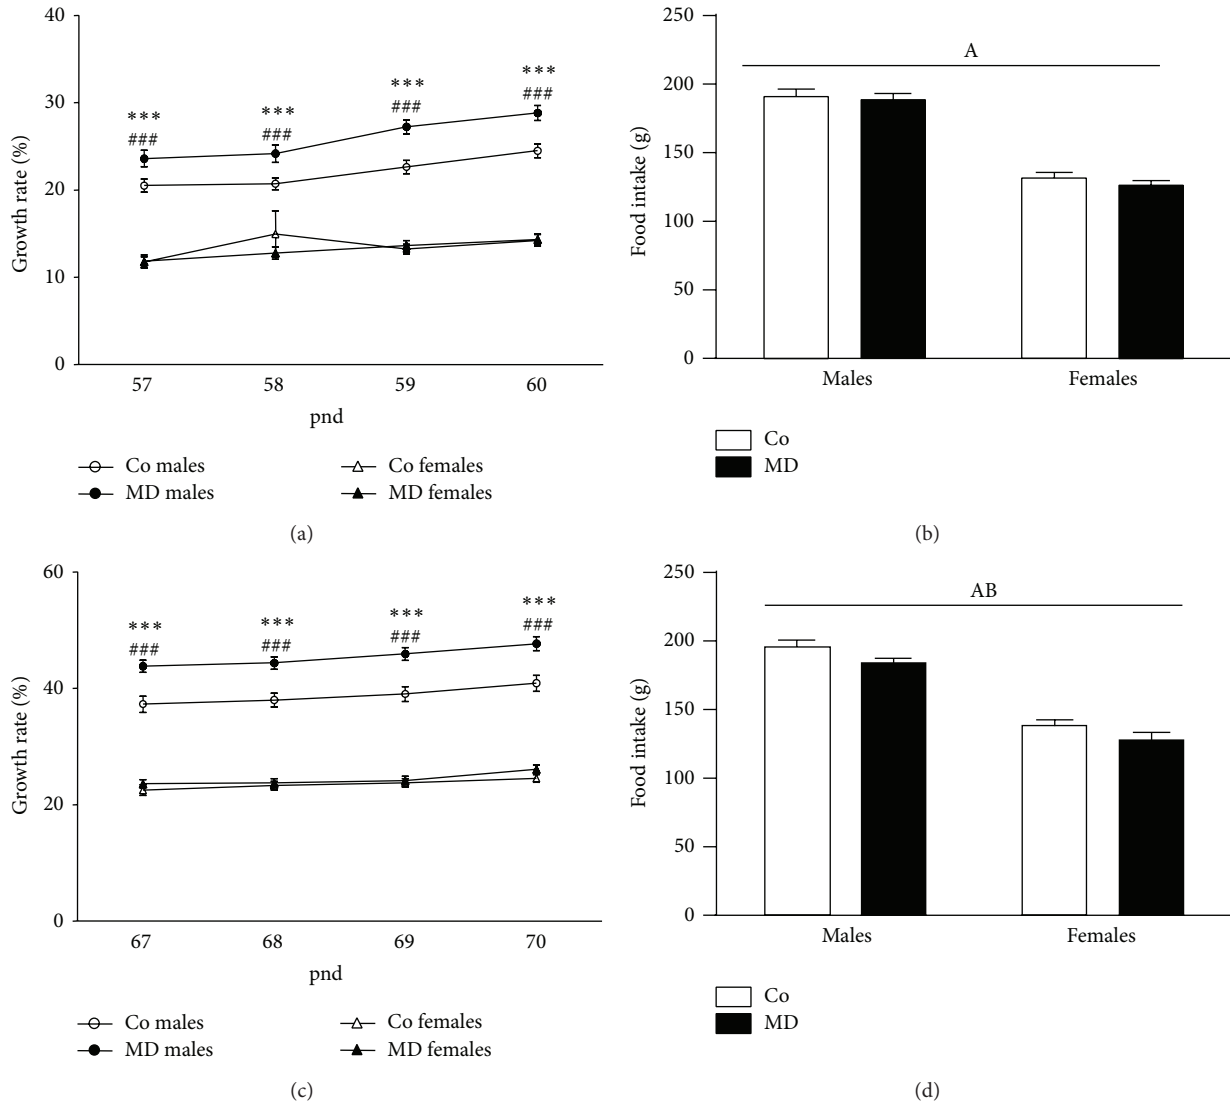 40
30
20
10
0
Growth rate (%)
***
###
***
###
***
###
***
###
57 58 59 60
pnd
Co males
MD males
Co females
MD females
(a)
250
200
150
100
50
0
Food intake (g)
A
Males Females
Co
MD
(b)
60
40
20
0
Growth rate (%)
***
###
***
###
***
###
***
###
67 68 69 70
pnd
Co males
MD males
Co females
MD females
(c)
250
200
150
100
50
0
Food intake (g)
AB
Males Females
Co
MD
(d)